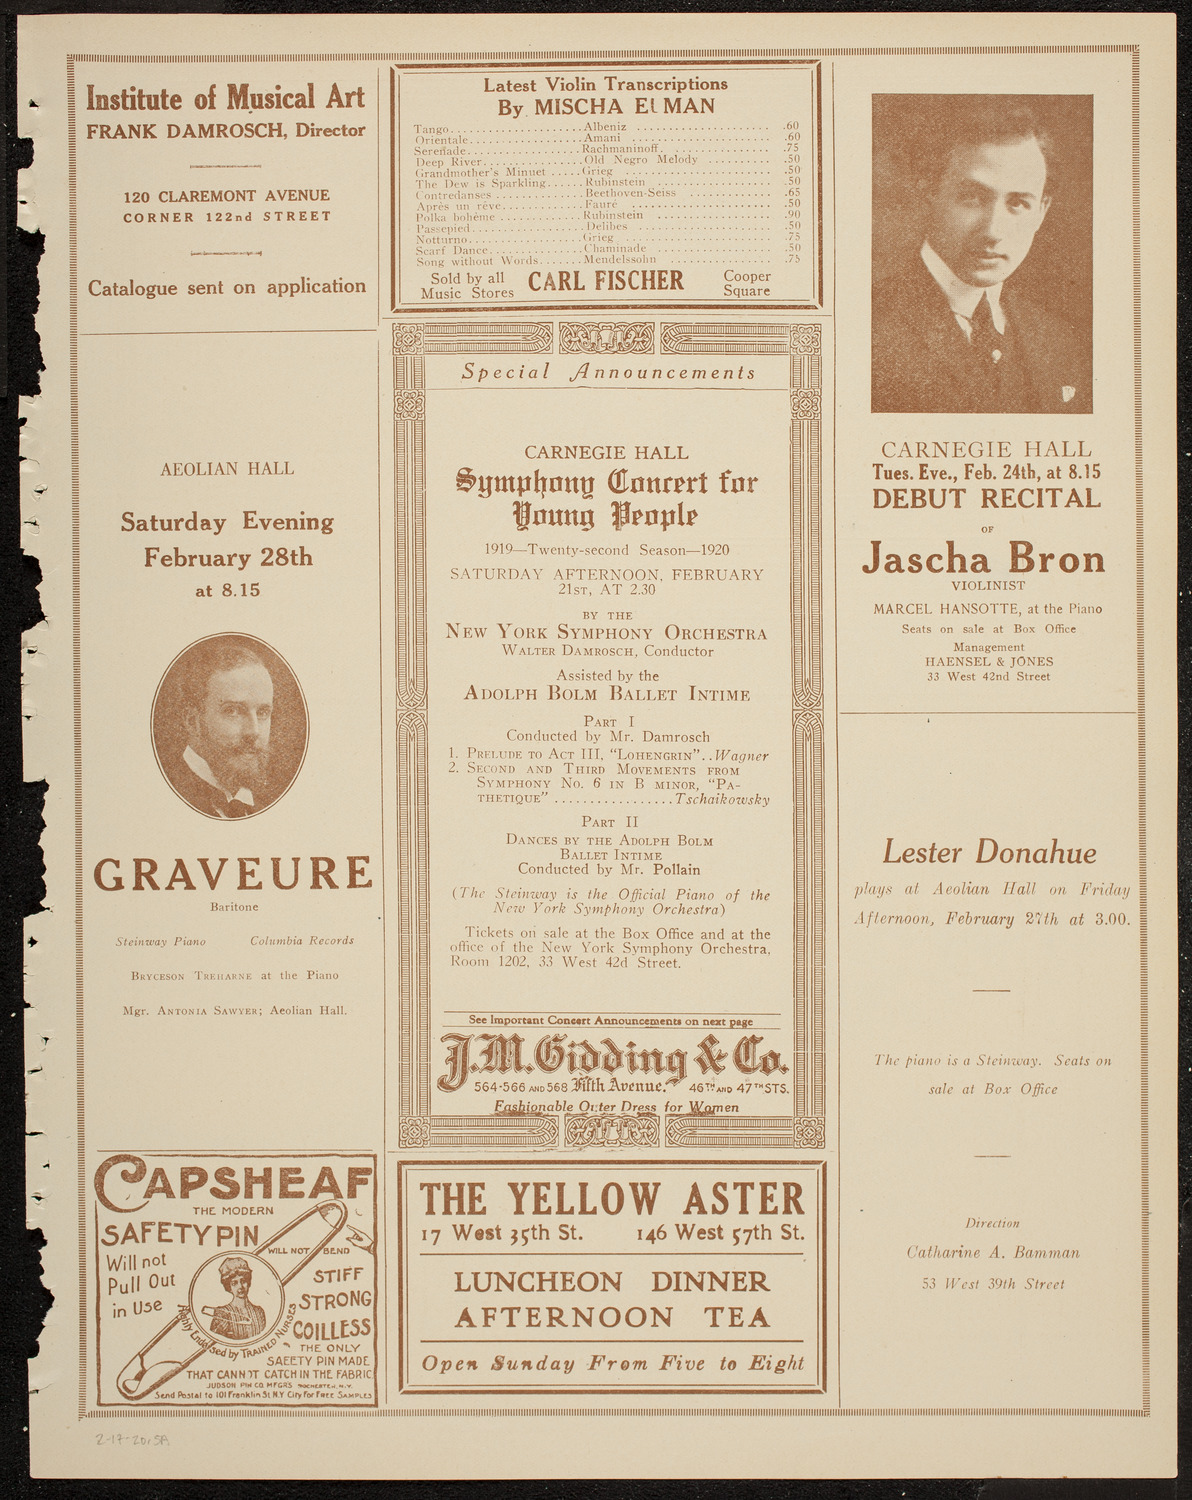 Institute of Musical Art
FRANK DAMROSCH, Director
120 CLAREMONT AVENUE
CORNER 122nd STREET
Catalogue sent on application
AEOLIAN HALL
Saturday Evening
February 28th
at 8.15
GRAVEURE
Baritone
Steinway Piano Columbia Records
BRYCESON TREHARNE at the Piano
Mgr. ANTONIA SAWYER; Aeolian Hall.
CAPSHEAF
THE MODERN
SAFETY PIN
WILL NOT BEND
Will not
Pull Out
in Use
STIFF
STRONG
COILLESS
Highly Endorsed by TRAINED NURSES
THE ONLY
SAFETY PIN MADE
THAT CANNOT CATCH IN THE FABRIC
JUDSON PIN CO. MFGRS ROCHESTER, N.Y.
Send Postal to 101 Franklin St. N.Y. City For FREE SAMPLES
Latest Violin Transcriptions
By MISCHA ELMAN
Tango..................Albeniz .................... .60
Orientale..............Amani .................... .60
Serenade...............Rachmaninoff. .............. .75
Deep River.............Old Negro Melody .......... .50
Grandmother's Minuet .....Grieg .................... .50
The Dew is Sparkling......Rubinstein ................ .50
Contredanses ...........Beethoven-Seiss ............ .65
Après un rêve...........Fauré .................... .50
Polka bohème ...........Rubinstein ................ .90
Passepied..............Delibes .................... .50
Notturno...............Grieg .................... .75
Scarf Dance............Chaminade ................ .50
Song without Words.......Mendelssohn .............. .75
Sold by all
Music Stores
CARL FISCHER
Cooper
Square
Special Announcements
CARNEGIE HALL
Symphony Concert for
Young People
1919—Twenty-second Season—1920
SATURDAY AFTERNOON, FEBRUARY
21ST, AT 2.30
BY THE
NEW YORK SYMPHONY ORCHESTRA
WALTER DAMROSCH, Conductor
Assisted by the
ADOLPH BOLM BALLET INTIME
PART I
Conducted by Mr. Damrosch
1. PRELUDE TO ACT III, "LOHENGRIN"..Wagner
2. SECOND AND THIRD MOVEMENTS FROM
SYMPHONY NO. 6 IN B MINOR, "PA-
THETIQUE" .................Tschaikowsky
PART II
DANCES BY THE ADOLPH BOLM
BALLET INTIME
Conducted by Mr. Pollain
(The Steinway is the Official Piano of the
New York Symphony Orchestra)
Tickets on sale at the Box Office and at the
office of the New York Symphony Orchestra,
Room 1202, 33 West 42d Street.
See Important Concert Announcements on next page
J.M. Gidding & Co.
564-566 AND 568 Fifth Avenue. 46TH AND 47TH STS.
Fashionable Outer Dress for Women
THE YELLOW ASTER
17 West 35th St. 146 West 57th St.
LUNCHEON DINNER
AFTERNOON TEA
Open Sunday From Five to Eight
CARNEGIE HALL
Tues. Eve., Feb. 24th, at 8.15
DEBUT RECITAL
OF
Jascha Bron
VIOLINIST
MARCEL HANSOTTE, at the Piano
Seats on sale at Box Office
Management
HAENSEL & JONES
33 West 42nd Street
Lester Donahue
plays at Aeolian Hall on Friday
Afternoon, February 27th at 3.00.
The piano is a Steinway. Seats on
sale at Box Office
Direction
Catharine A. Bamman
53 West 39th Street
2-17-20, SA